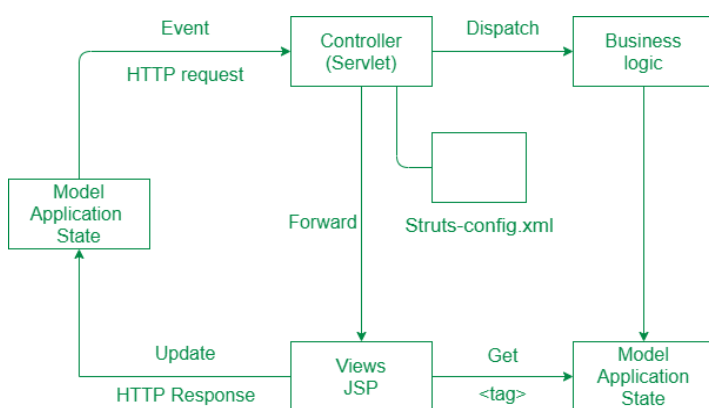 Event
HTTP request
Controller
(Servlet)
Dispatch
Business
logic
Model
Application
State
Forward
Struts-config.xml
Update
HTTP Response
Views
JSP
Get
<tag>
Model
Application
State